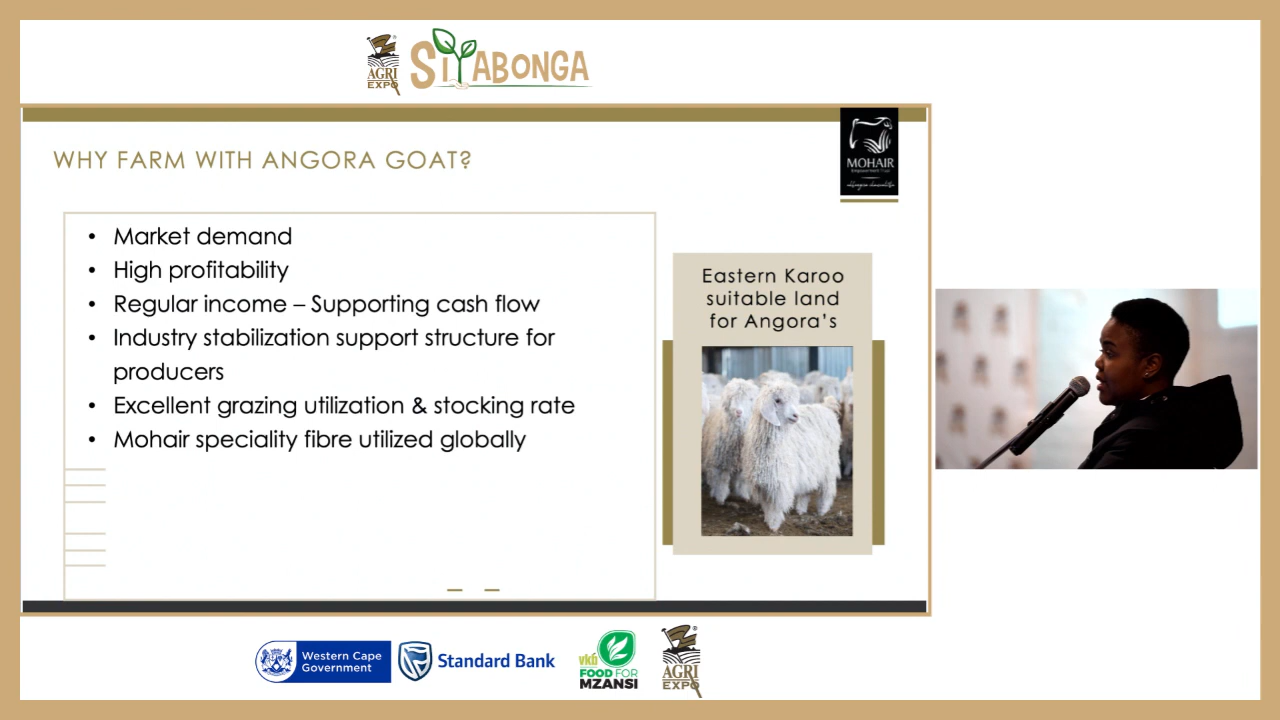 AGRI
EXPO
SIYABONGA
WHY FARM WITH ANGORA GOAT?
MOHAIR
Empowerment Trust
• Market demand
• High profitability
• Regular income – Supporting cash flow
• Industry stabilization support structure for
producers
• Excellent grazing utilization & stocking rate
• Mohair speciality fibre utilized globally
Eastern Karoo
suitable land
for Angora's
Western Cape
Government
Standard Bank
vkb
FOOD FOR
MZANSI
AGRI
EXPO